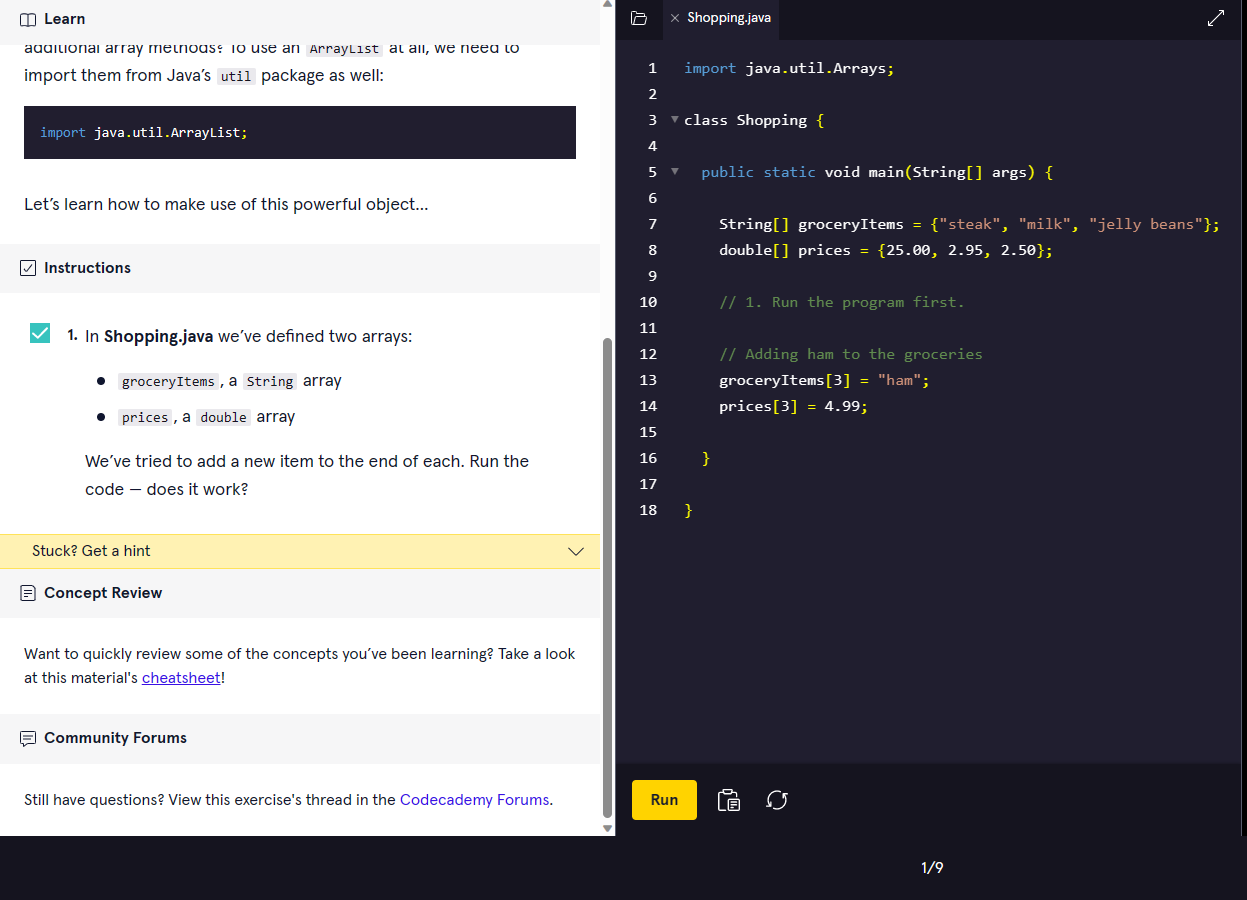 Learn
additional array methods? To use an ArrayList at all, we need to
import them from Java’s util package as well:
import java.util.ArrayList;
Let’s learn how to make use of this powerful object...
Instructions
1. In Shopping.java we’ve defined two arrays:
groceryItems, a String array
prices, a double array
We’ve tried to add a new item to the end of each. Run the
code — does it work?
Stuck? Get a hint
Concept Review
Want to quickly review some of the concepts you’ve been learning? Take a look
at this material's cheatsheet!
Community Forums
Still have questions? View this exercise's thread in the Codecademy Forums.
Shopping.java
1 import java.util.Arrays;
2
3 class Shopping {
4
5 public static void main(String[] args) {
6
7 String[] groceryItems = {"steak", "milk", "jelly beans"};
8 double[] prices = {25.00, 2.95, 2.50};
9
10 // 1. Run the program first.
11
12 // Adding ham to the groceries
13 groceryItems[3] = "ham";
14 prices[3] = 4.99;
15
16 }
17
18 }
Run
1/9